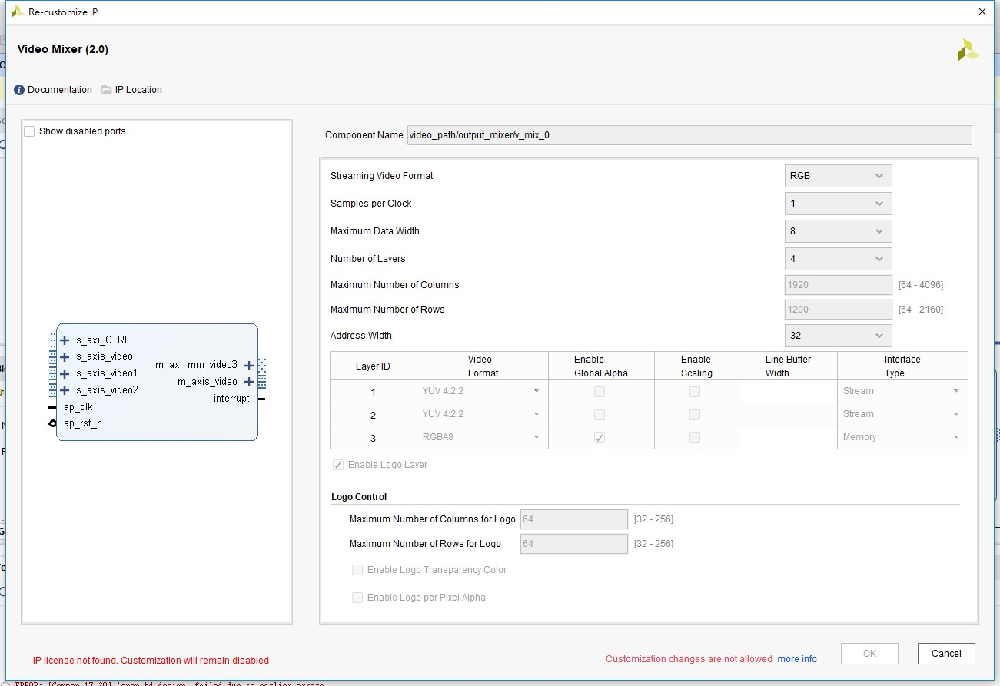 Re-customize IP
Video Mixer (2.0)
Documentation IP Location
Show disabled ports
s_axi_CTRL
s_axis_video
s_axis_video1
s_axis_video2
ap_clk
ap_rst_n
m_axi_mm_video3
m_axis_video
interrupt
Component Name video_path/output_mixer/v_mix_0
Streaming Video Format RGB
Samples per Clock 1
Maximum Data Width 8
Number of Layers 4
Maximum Number of Columns 1920 [64 - 4096]
Maximum Number of Rows 1200 [64 - 2160]
Address Width 32
Layer ID Video Format Enable Global Alpha Enable Scaling Line Buffer Width Interface Type
1 YUV 4:2:2 Stream
2 YUV 4:2:2 Stream
3 RGBA8 Memory
Enable Logo Layer
Logo Control
Maximum Number of Columns for Logo 64 [32 - 256]
Maximum Number of Rows for Logo 64 [32 - 256]
Enable Logo Transparency Color
Enable Logo per Pixel Alpha
IP license not found. Customization will remain disabled
Customization changes are not allowed more info
OK Cancel